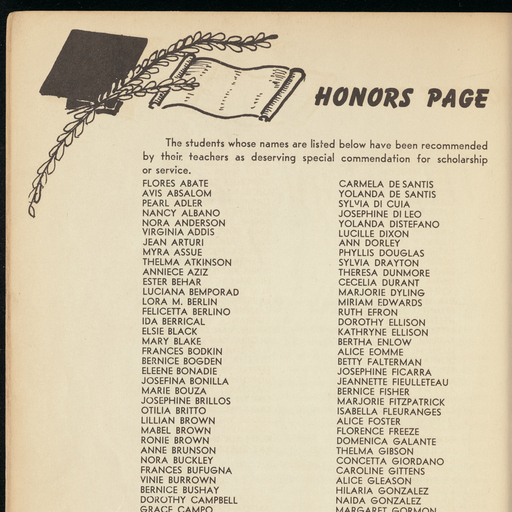 HONORS PAGE
The students whose names are listed below have been recommended
by their teachers as deserving special commendation for scholarship
or service.
FLORES ABATE
AVIS ABSALOM
PEARL ADLER
NANCY ALBANO
NORA ANDERSON
VIRGINIA ADDIS
JEAN ARTURI
MYRA ASSUE
THELMA ATKINSON
ANNIECE AZIZ
ESTER BEHAR
LUCIANA BEMPORAD
LORA M. BERLIN
FELICETTA BERLINO
IDA BERRICAL
ELSIE BLACK
MARY BLAKE
FRANCES BODKIN
BERNICE BOGDEN
ELEENE BONADIE
JOSEFINA BONILLA
MARIE BOUZA
JOSEPHINE BRILLOS
OTILIA BRITTO
LILLIAN BROWN
MABEL BROWN
RONIE BROWN
ANNE BRUNSON
NORA BUCKLEY
FRANCES BUFUGNA
VINIE BURROWN
BERNICE BUSHAY
DOROTHY CAMPBELL
GRACE CAMPO
CARMELA DE SANTIS
YOLANDA DE SANTIS
SYLVIA DI CUIA
JOSEPHINE DI LEO
YOLANDA DISTEFANO
LUCILLE DIXON
ANN DORLEY
PHYLLIS DOUGLAS
SYLVIA DRAYTON
THERESA DUNMORE
CECELIA DURANT
MARJORIE DYLING
MIRIAM EDWARDS
RUTH EFRON
DOROTHY ELLISON
KATHRYNE ELLISON
BERTHA ENLOW
ALICE EOMME
BETTY FALTERMAN
JOSEPHINE FICARRA
JEANNETTE FIEULLETEAU
BERNICE FISHER
MARJORIE FITZPATRICK
ISABELLA FLEURANGES
ALICE FOSTER
FLORENCE FREEZE
DOMENICA GALANTE
THELMA GIBSON
CONCETTA GIORDANO
CAROLINE GITTENS
ALICE GLEASON
HILARIA GONZALEZ
NAIDA GONZALEZ
MARGARET GORMON